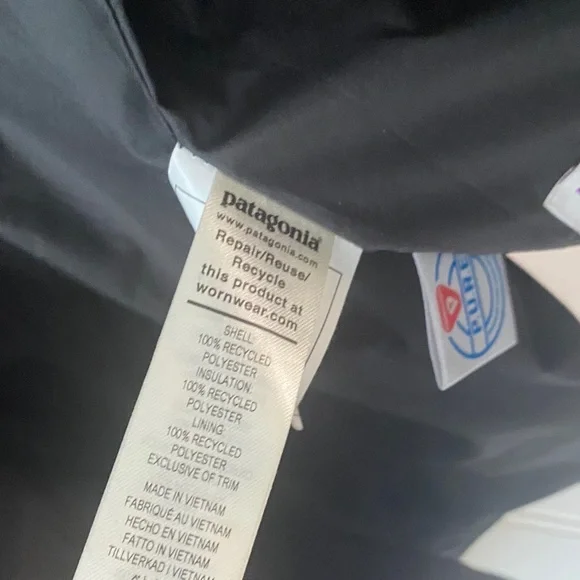 patagonia®
www.patagonia.com
Repair/Reuse/
Recycle
this product at
wornwear.com
SHELL:
100% RECYCLED
POLYESTER
INSULATION:
100% RECYCLED
POLYESTER
LINING:
100% RECYCLED
POLYESTER
EXCLUSIVE OF TRIM
MADE IN VIETNAM
FABRIQUÉ AU VIETNAM
HECHO EN VIETNAM
FATTO IN VIETNAM
TILLVERKAD I VIETNAM